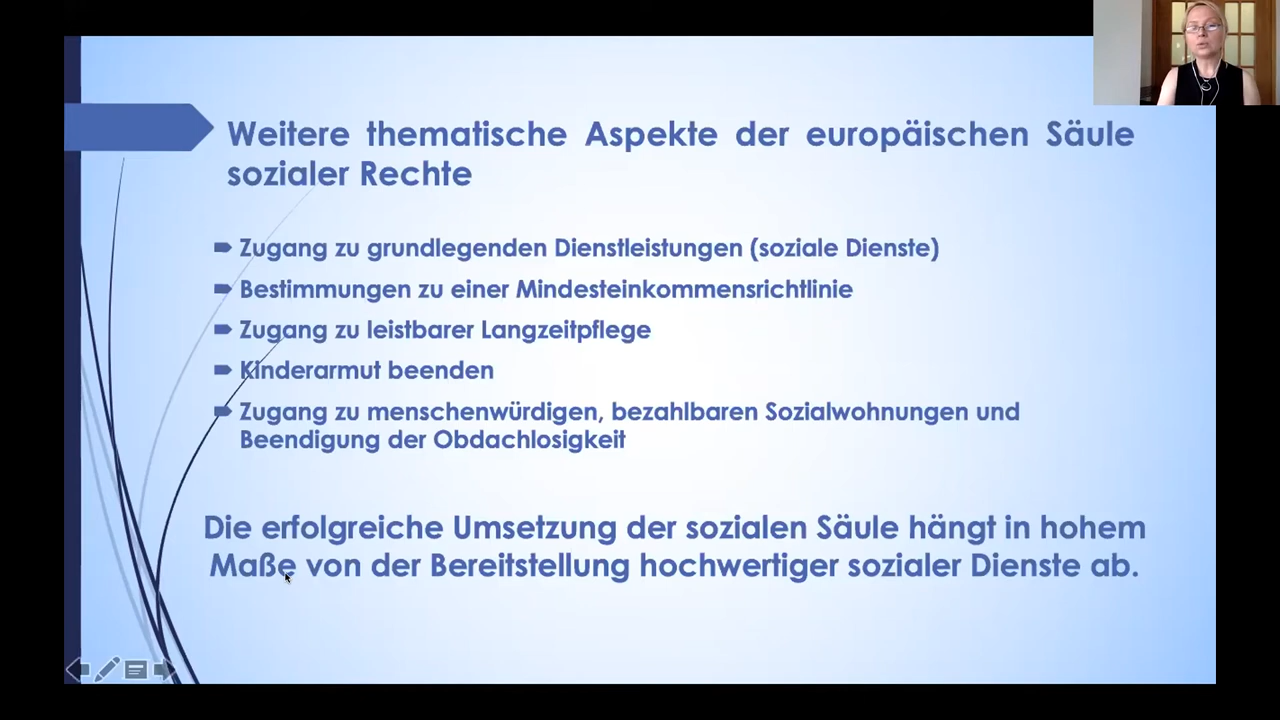 Weitere thematische Aspekte der europäischen Säule
sozialer Rechte
Zugang zu grundlegenden Dienstleistungen (soziale Dienste)
Bestimmungen zu einer Mindesteinkommensrichtlinie
Zugang zu leistbarer Langzeitpflege
Kinderarmut beenden
Zugang zu menschenwürdigen, bezahlbaren Sozialwohnungen und
Beendigung der Obdachlosigkeit
Die erfolgreiche Umsetzung der sozialen Säule hängt in hohem
Maße von der Bereitstellung hochwertiger sozialer Dienste ab.